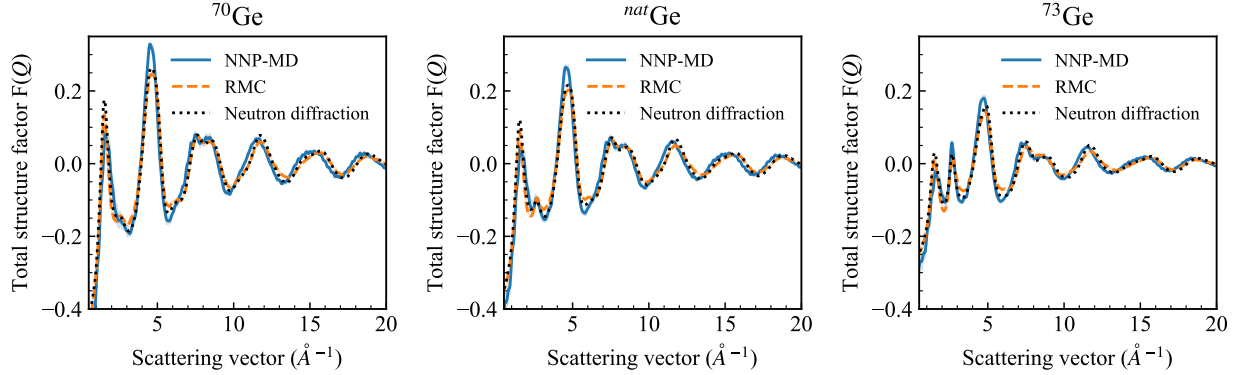 ⁷⁰Ge
NNP-MD
RMC
Neutron diffraction
Total structure factor F(Q)
0.2
0.0
−0.2
−0.4
5
10
15
20
Scattering vector (Å⁻¹)
ⁿᵃᵗGe
NNP-MD
RMC
Neutron diffraction
Total structure factor F(Q)
0.2
0.0
−0.2
−0.4
5
10
15
20
Scattering vector (Å⁻¹)
⁷³Ge
NNP-MD
RMC
Neutron diffraction
Total structure factor F(Q)
0.2
0.0
−0.2
−0.4
5
10
15
20
Scattering vector (Å⁻¹)